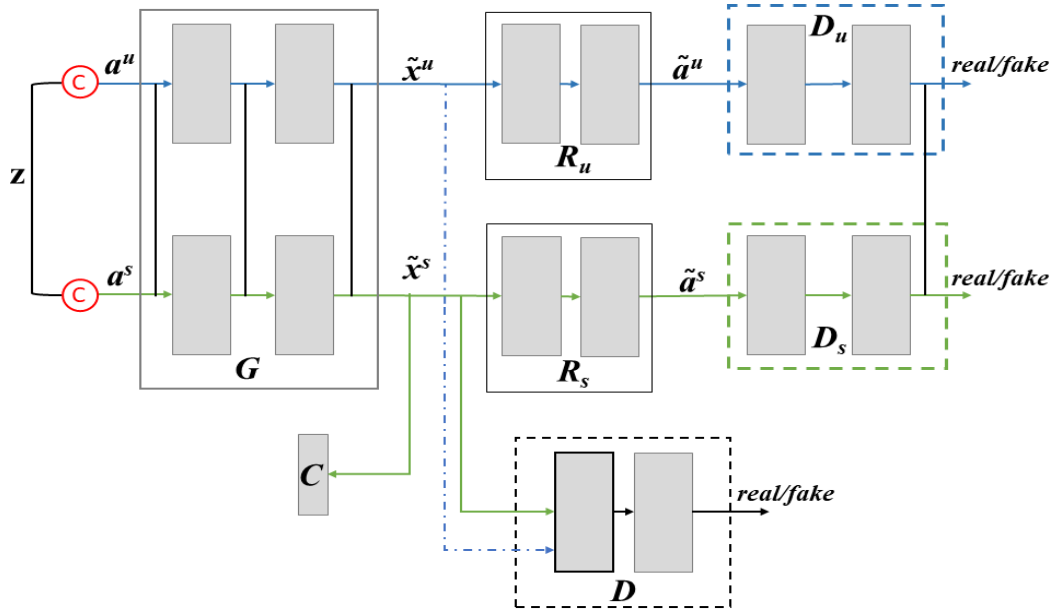 D_u
a^u
x̃^u
ã^u
real/fake
C
R_u
z
a^s
x̃^s
ã^s
real/fake
C
G
R_s
D_s
C
real/fake
D